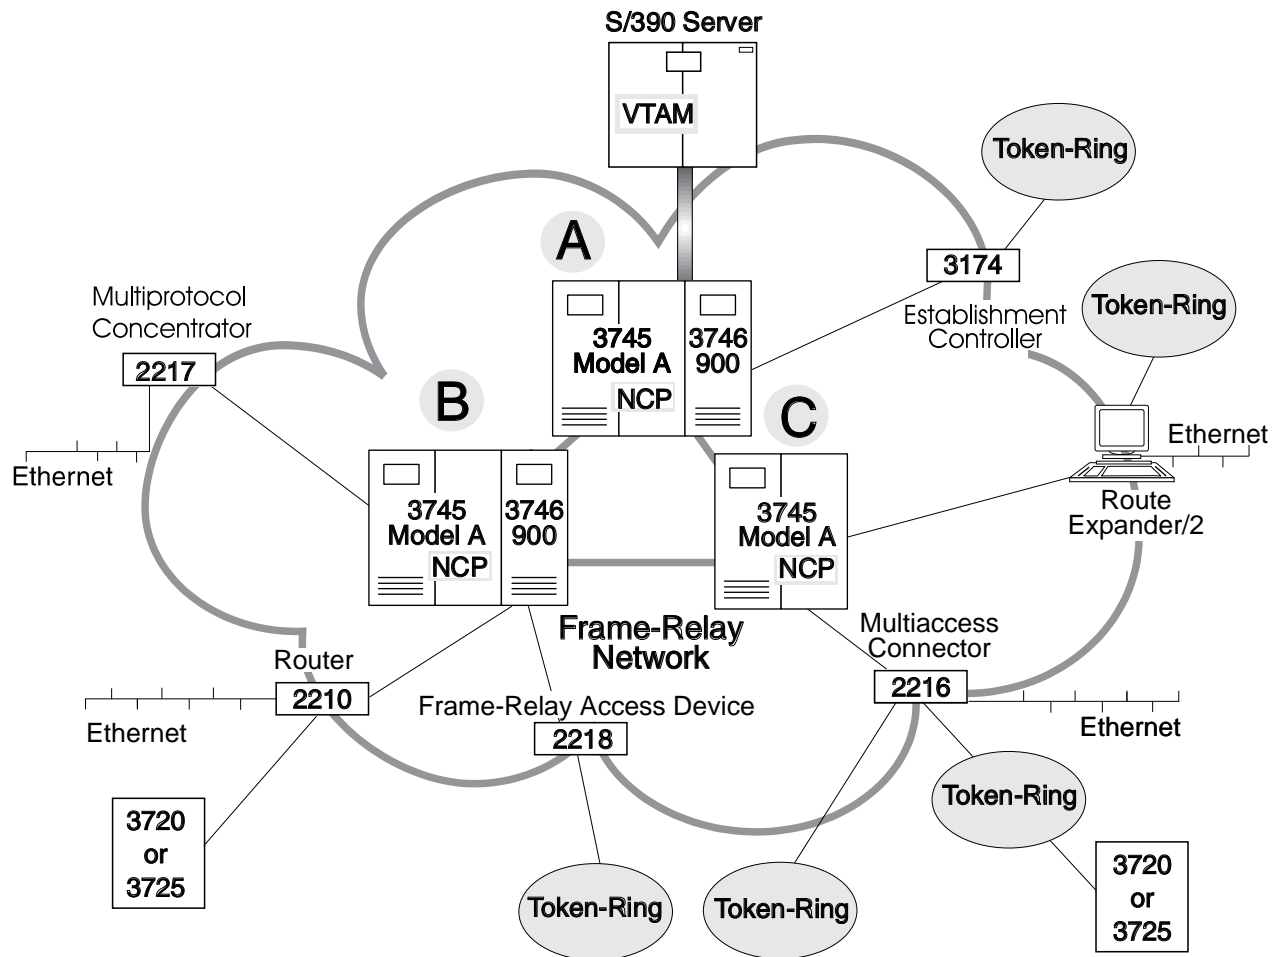 S/390 Server
VTAM
Token-Ring
A
3174
Establishment
Controller
Token-Ring
Multiprotocol
Concentrator
2217
Ethernet
3745
Model A
NCP
3746
900
B
3745
Model A
NCP
3746
900
C
3745
Model A
NCP
Ethernet
Route
Expander/2
Frame-Relay
Network
Multiaccess
Connector
2216
Ethernet
Router
2210
Ethernet
Frame-Relay Access Device
2218
3720
or
3725
Token-Ring
Token-Ring
Token-Ring
3720
or
3725